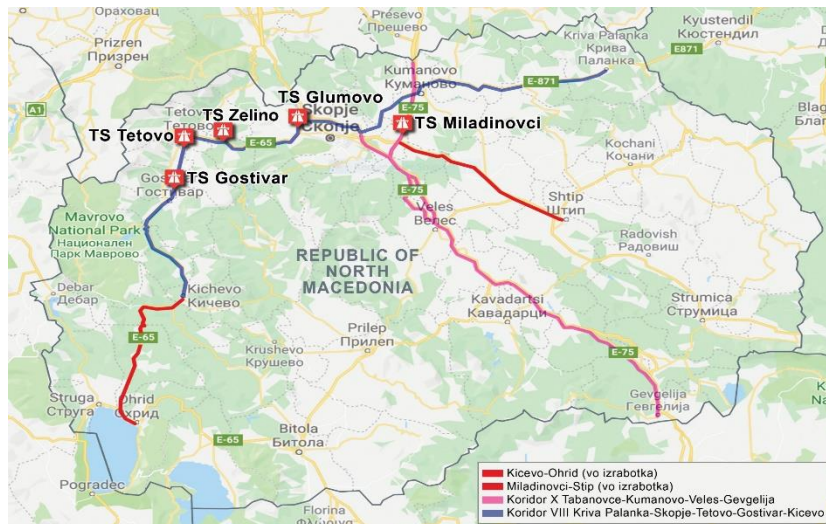 Ораховац
Prizren
Призрен
A1
Preševo
Прешево
Kriva Palanka
Крива
Паланка
Kyustendil
Кюстендил
E871
Kumanovo
Куманово
E-871
E-75
TS Glumovo
TS Zelino
TS Tetovo
Skopje
Скопје
TS Miladinovci
E-65
TS Gostivar
Гостивар
Kochani
Кочани
Mavrovo
National Park
Национален
Парк Маврово
E-75
Veles
Велес
Shtip
Штип
Radovish
Радовиш
REPUBLIC OF
NORTH
MACEDONIA
Debar
Дебар
Kichevo
Кичево
Kavadartsi
Кавадарци
Strumica
Струмица
E-65
Prilep
Прилеп
Krushevo
Крушево
E-75
Gevgelija
Гевгелија
Struga
Струга
Ohrid
Охрид
Bitola
Битола
E-65
Pogradec
Florina
Kicevo-Ohrid (vo izrabotka)
Miladinovci-Stip (vo izrabotka)
Koridor X Tabanovce-Kumanovo-Veles-Gevgelija
Koridor VIII Kriva Palanka-Skopje-Tetovo-Gostivar-Kicevo